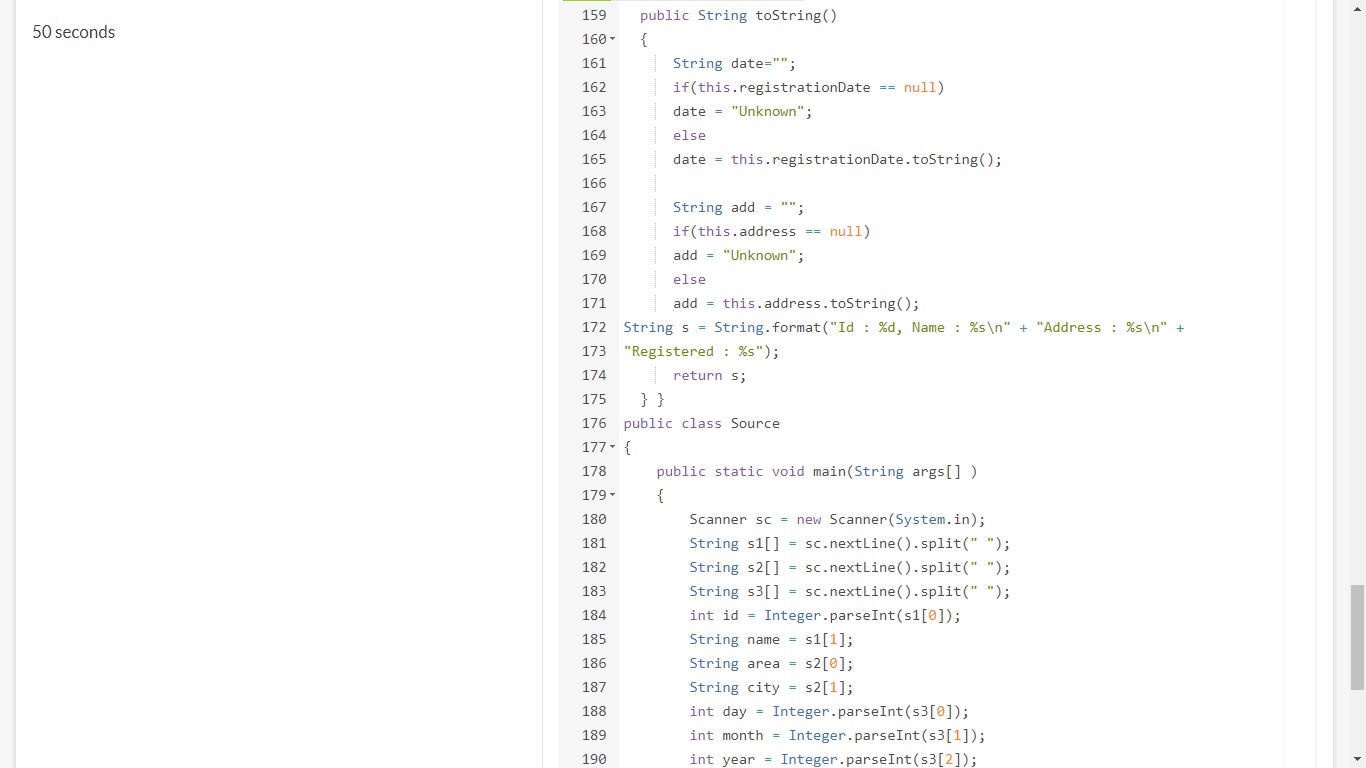 50 seconds
159 public String toString()
160 {
161 String date="";
162 if(this.registrationDate == null)
163 date = "Unknown";
164 else
165 date = this.registrationDate.toString();
166
167 String add = "";
168 if(this.address == null)
169 add = "Unknown";
170 else
171 add = this.address.toString();
172 String s = String.format("Id : %d, Name : %s\n" + "Address : %s\n" +
173 "Registered : %s");
174 return s;
175 } }
176 public class Source
177 {
178 public static void main(String args[] )
179 {
180 Scanner sc = new Scanner(System.in);
181 String s1[] = sc.nextLine().split(" ");
182 String s2[] = sc.nextLine().split(" ");
183 String s3[] = sc.nextLine().split(" ");
184 int id = Integer.parseInt(s1[0]);
185 String name = s1[1];
186 String area = s2[0];
187 String city = s2[1];
188 int day = Integer.parseInt(s3[0]);
189 int month = Integer.parseInt(s3[1]);
190 int year = Integer.parseInt(s3[2]);